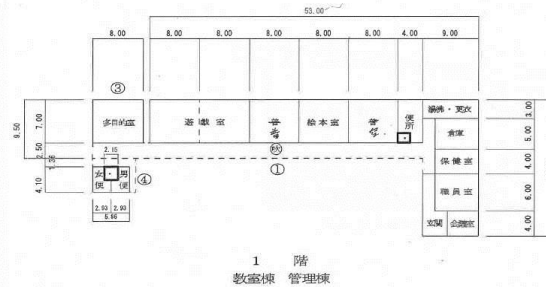 53.00
8.00 8.00 8.00 8.00 8.00 8.00 4.00 9.00
③
9.50 7.00 2.50 1.36 4.10
多目的室 遊戯室 絵本室 便所 湯沸・更衣
倉庫
保健室
職員室
玄関 会議室
3.00 5.00 4.00 6.00 4.00
①
2.15
女便 男便
④
2.93 2.93
5.86
1 階
教室棟 管理棟